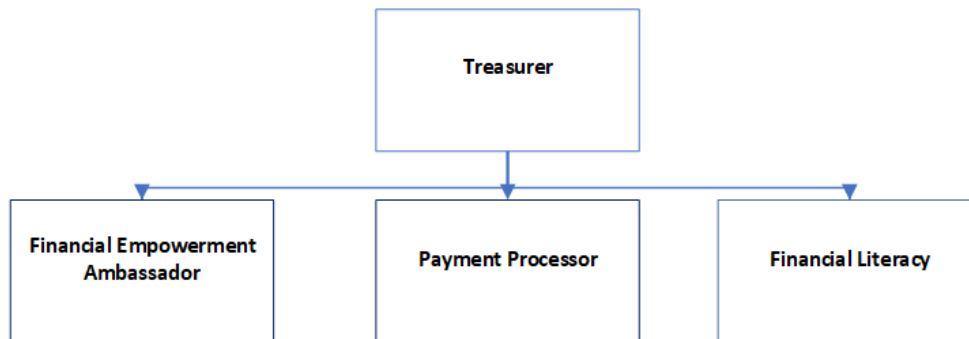 Treasurer
Financial Empowerment
Ambassador
Payment Processor
Financial Literacy